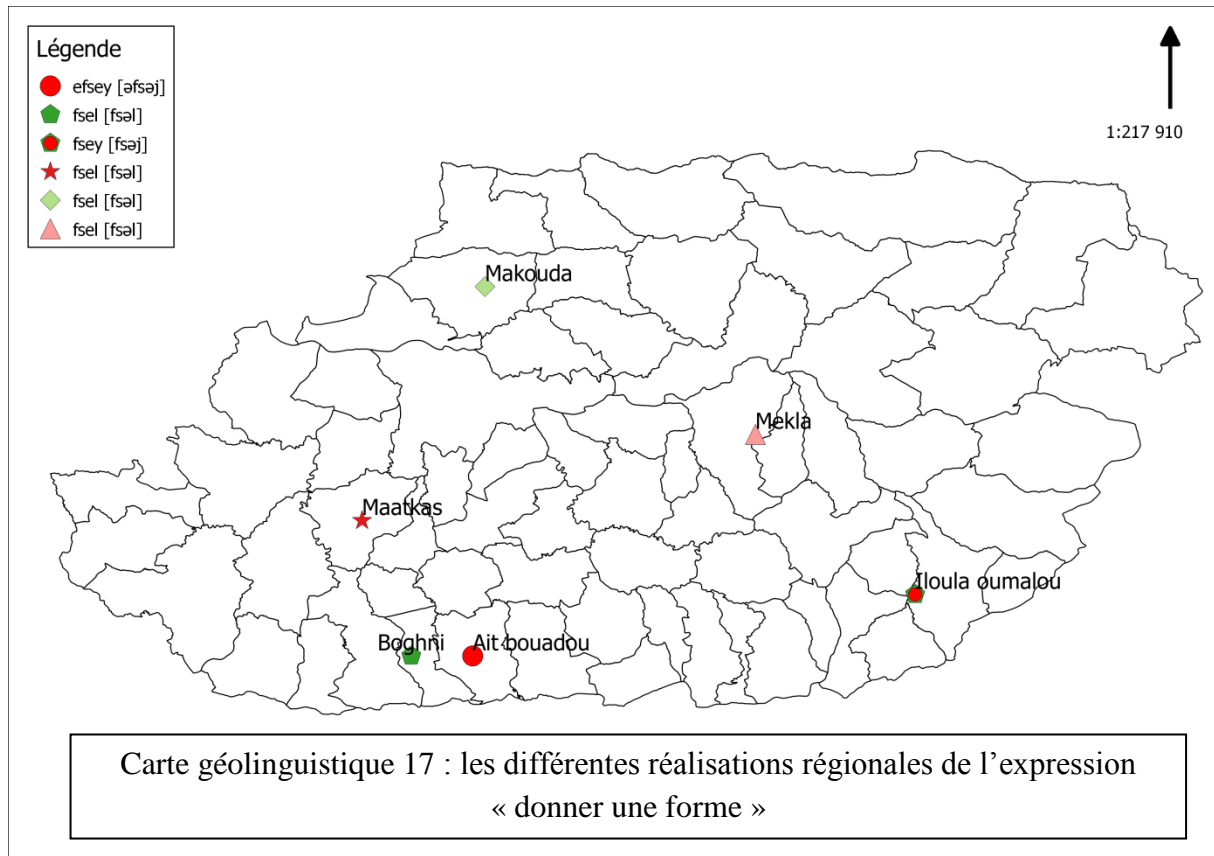 Légende
efsey [əfsəj]
fsel [fsəl]
fsey [fsəj]
fsel [fsəl]
fsel [fsəl]
fsel [fsəl]
1:217 910
Makouda
Mekla
Maatkas
Iloula oumalou
Boghni
Ait bouadou
Carte géolinguistique 17 : les différentes réalisations régionales de l’expression
« donner une forme »